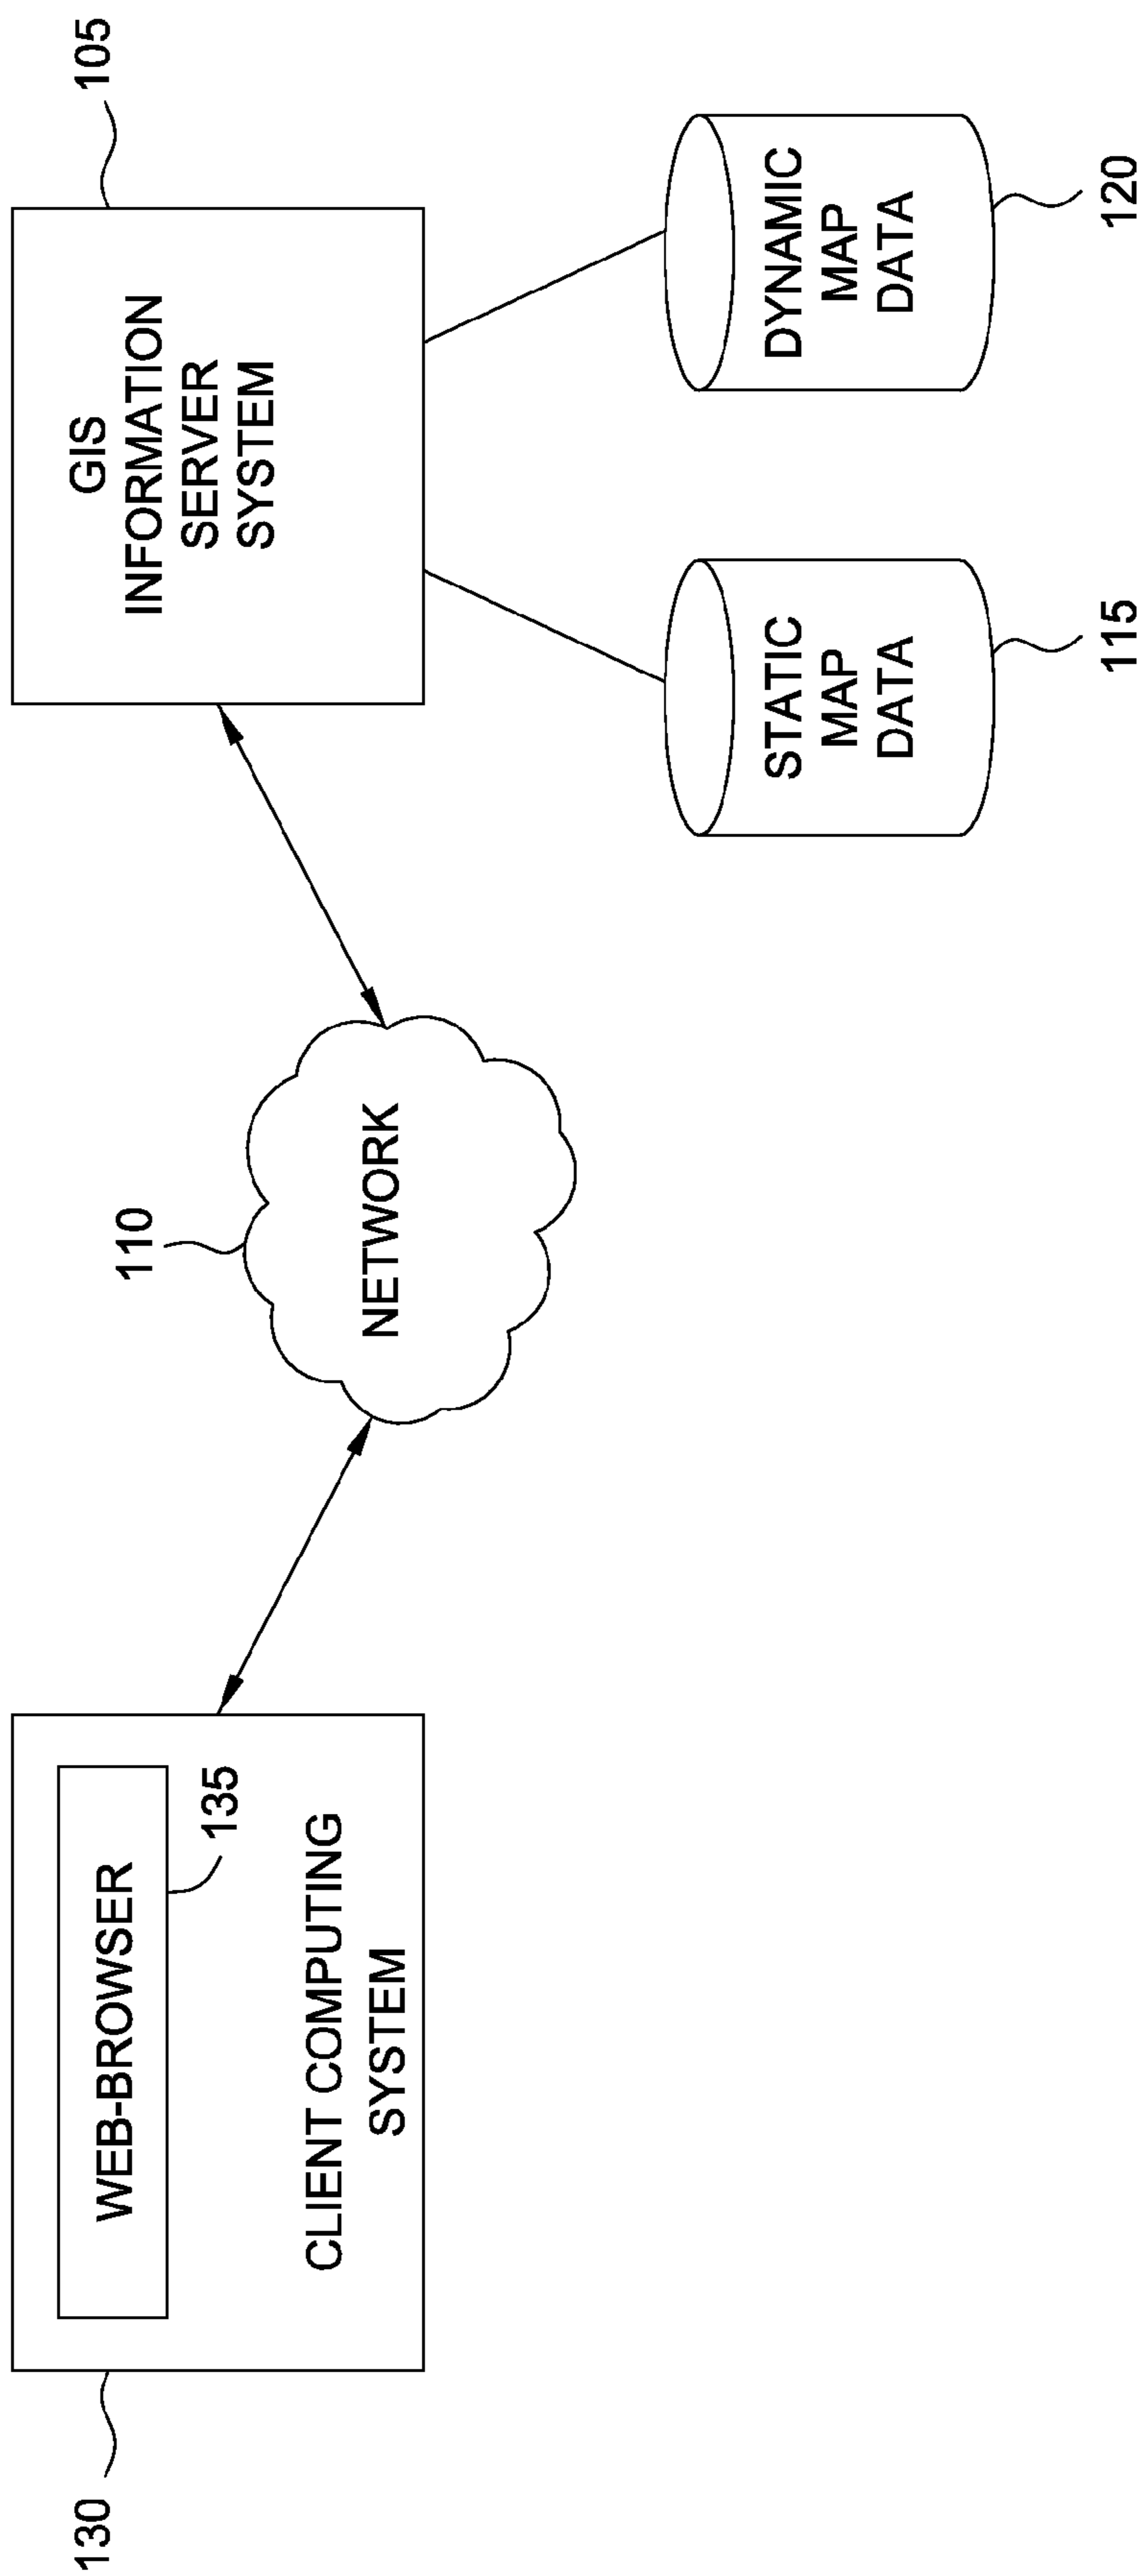 130
WEB-BROWSER
135
CLIENT COMPUTING
SYSTEM
110
NETWORK
105
GIS
INFORMATION
SERVER
SYSTEM
STATIC
MAP
DATA
115
DYNAMIC
MAP
DATA
120